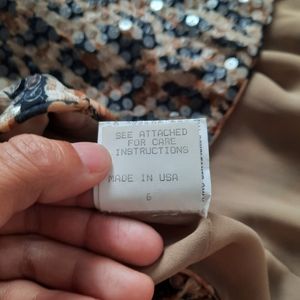 SEE ATTACHED
FOR CARE
INSTRUCTIONS
MADE IN USA
6